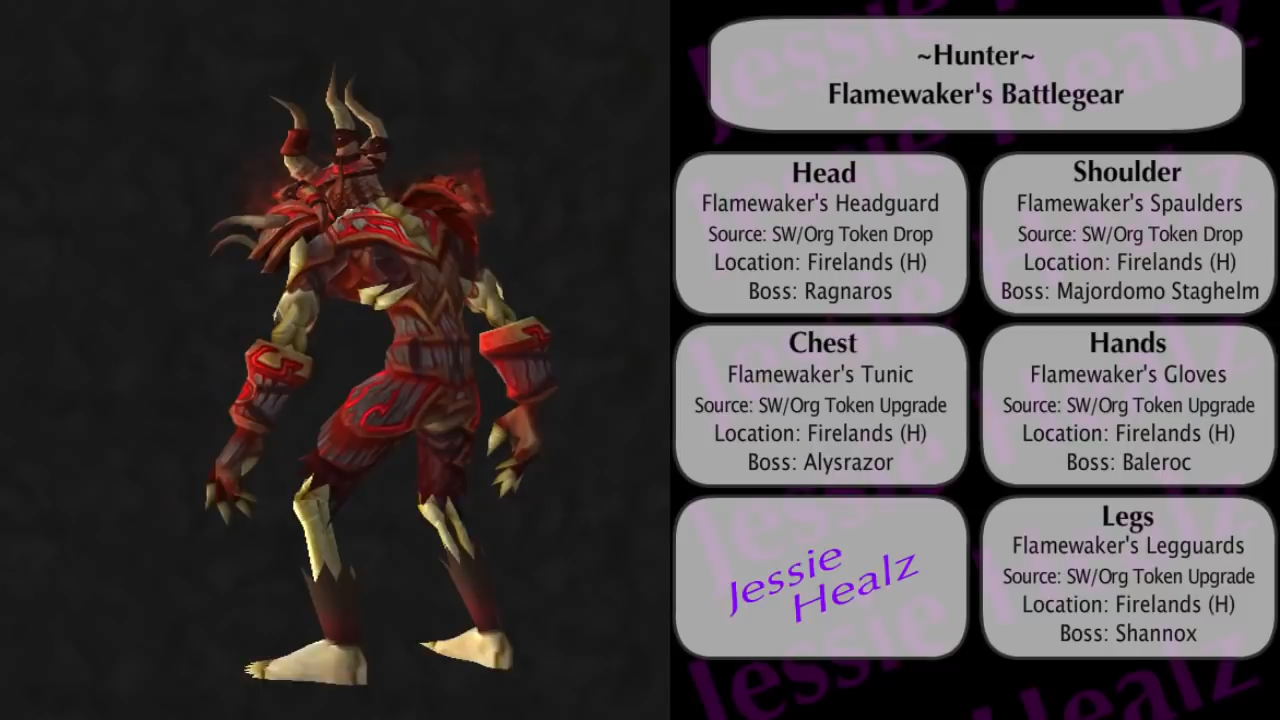 ~Hunter~
Flamewaker's Battlegear
Head
Flamewaker's Headguard
Source: SW/Org Token Drop
Location: Firelands (H)
Boss: Ragnaros
Shoulder
Flamewaker's Spaulders
Source: SW/Org Token Drop
Location: Firelands (H)
Boss: Majordomo Staghelm
Chest
Flamewaker's Tunic
Source: SW/Org Token Upgrade
Location: Firelands (H)
Boss: Alysrazor
Hands
Flamewaker's Gloves
Source: SW/Org Token Upgrade
Location: Firelands (H)
Boss: Baleroc
Jessie
Healz
Legs
Flamewaker's Legguards
Source: SW/Org Token Upgrade
Location: Firelands (H)
Boss: Shannox